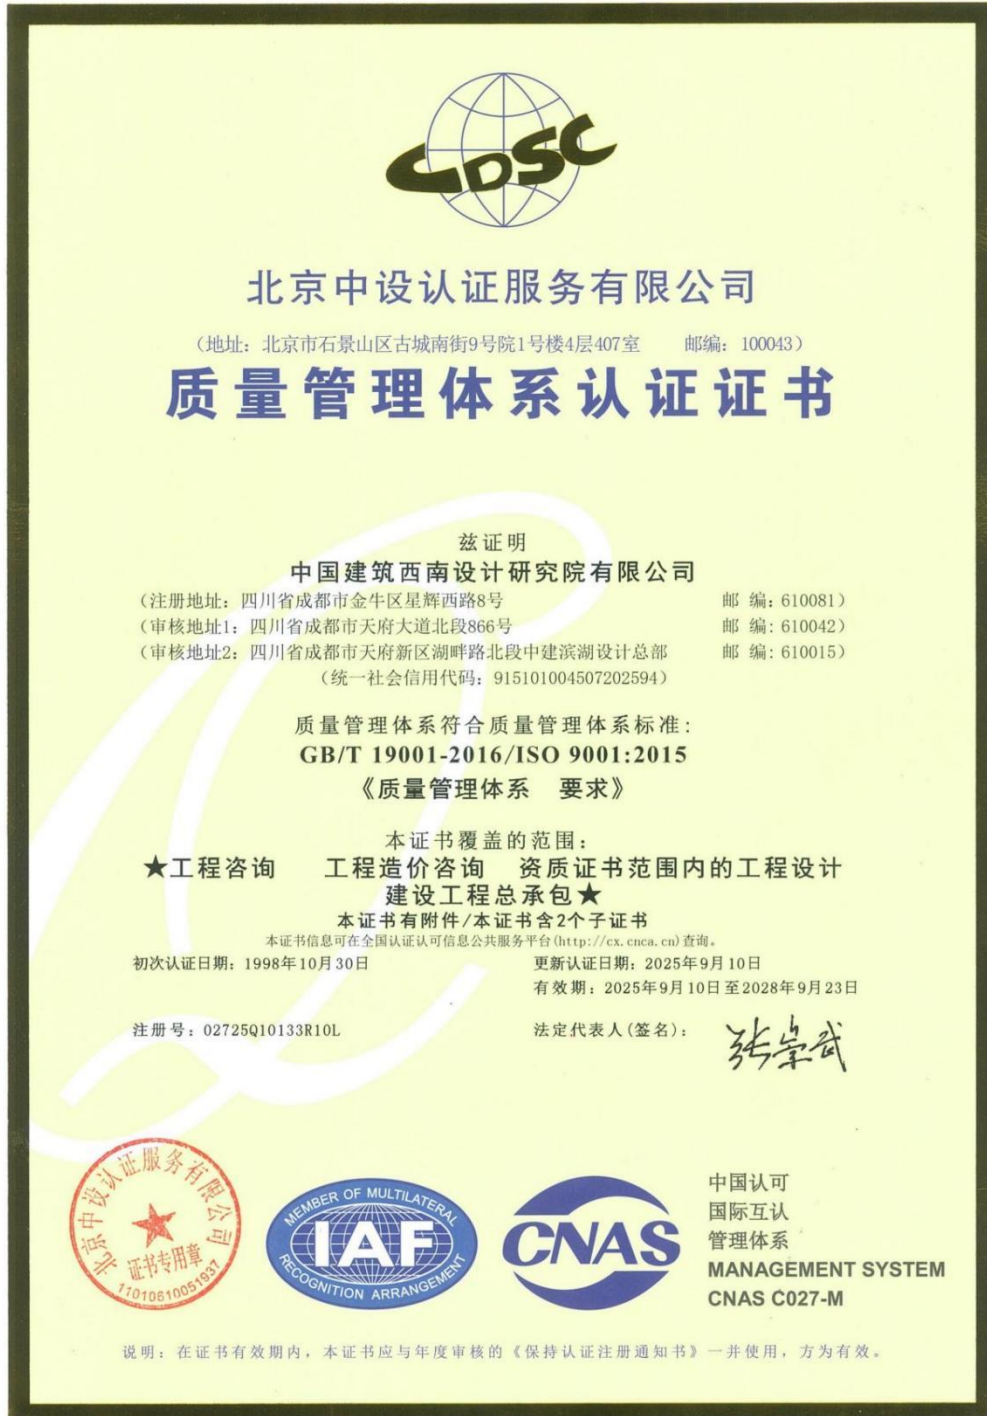 CDSC
北京中设认证服务有限公司
（地址：北京市石景山区古城南街9号院1号楼4层407室 邮编：100043）
质量管理体系认证证书
兹证明
中国建筑西南设计研究院有限公司
（注册地址：四川省成都市金牛区星辉西路8号 邮 编：610081）
（审核地址1：四川省成都市天府大道北段866号 邮 编：610042）
（审核地址2：四川省成都市天府新区湖畔路北段中建滨湖设计总部 邮 编：610015）
（统一社会信用代码：915101004507202594）
质量管理体系符合质量管理体系标准：
GB/T 19001-2016/ISO 9001:2015
《质量管理体系 要求》
本证书覆盖的范围：
★工程咨询 工程造价咨询 资质证书范围内的工程设计
建设工程总承包★
本证书有附件/本证书含2个子证书
本证书信息可在全国认证认可信息公共服务平台(http://cx.cnca.cn)查询。
初次认证日期：1998年10月30日 更新认证日期：2025年9月10日
有效期：2025年9月10日至2028年9月23日
注册号：02725Q10133R10L 法定代表人(签名)：
张崇武
北京中设认证服务有限公司
证书专用章
11010610051937
MEMBER OF MULTILATERAL
IAF
RECOGNITION ARRANGEMENT
CNAS
中国认可
国际互认
管理体系
MANAGEMENT SYSTEM
CNAS C027-M
说明：在证书有效期内，本证书应与年度审核的《保持认证注册通知书》一并使用，方为有效。